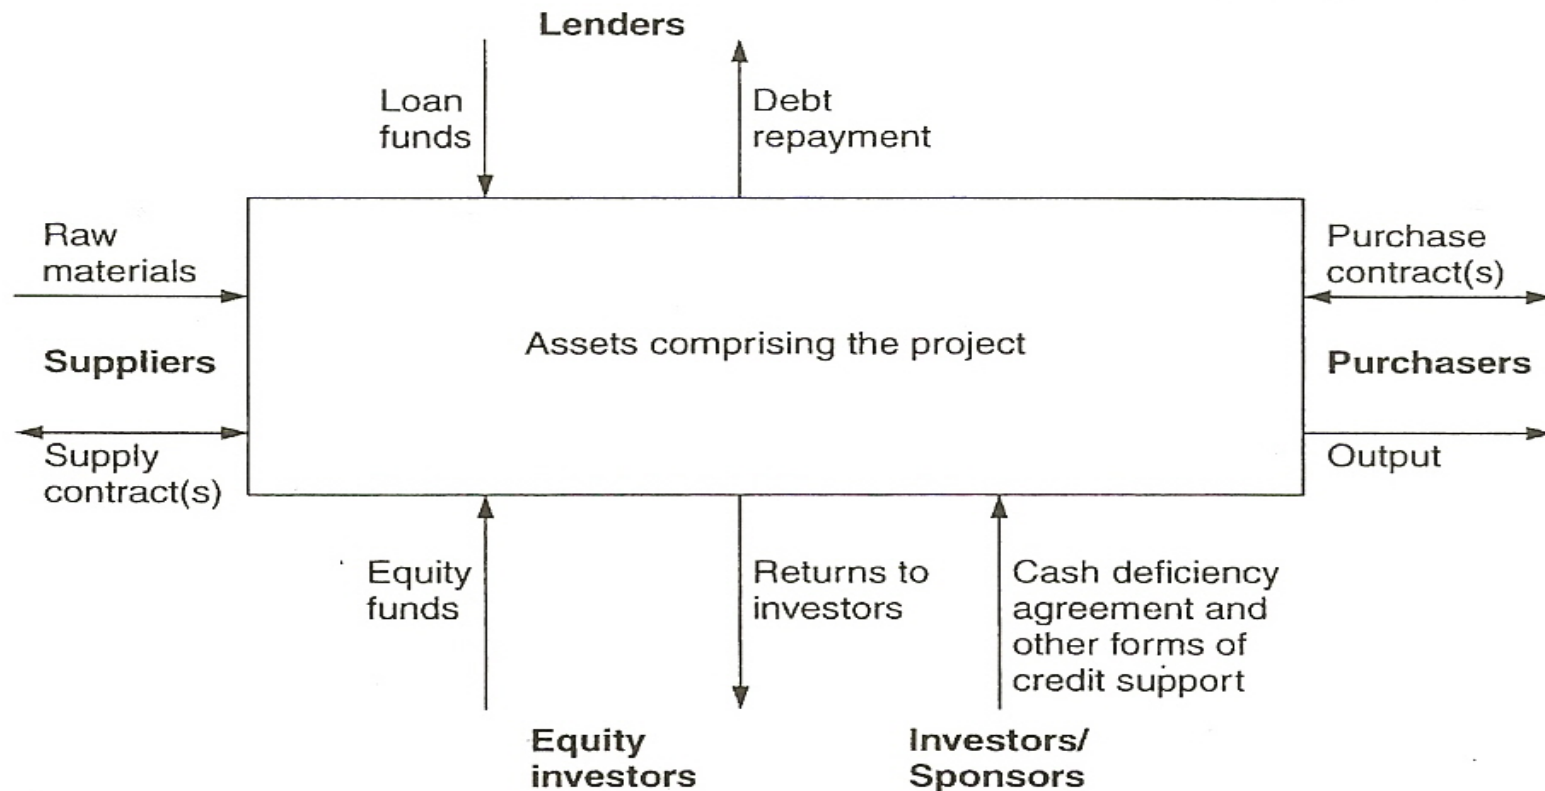 Lenders
Loan
funds
Debt
repayment
Raw
materials
Suppliers
Supply
contract(s)
Assets comprising the project
Purchase
contract(s)
Purchasers
Output
Equity
funds
Returns to
investors
Cash deficiency
agreement and
other forms of
credit support
Equity
investors
Investors/
Sponsors